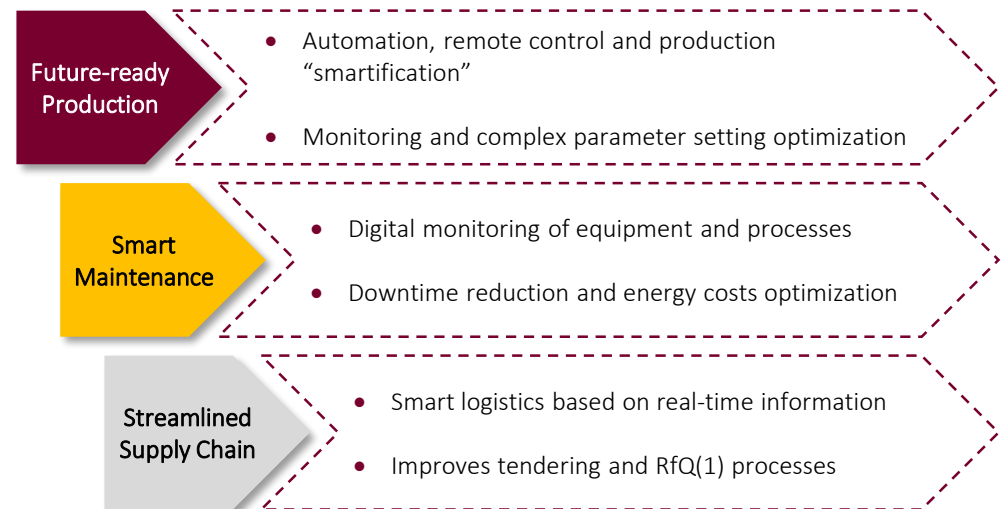 Future-ready
Production
• Automation, remote control and production
“smartification”
• Monitoring and complex parameter setting optimization
Smart
Maintenance
• Digital monitoring of equipment and processes
• Downtime reduction and energy costs optimization
Streamlined
Supply Chain
• Smart logistics based on real-time information
• Improves tendering and RfQ(1) processes